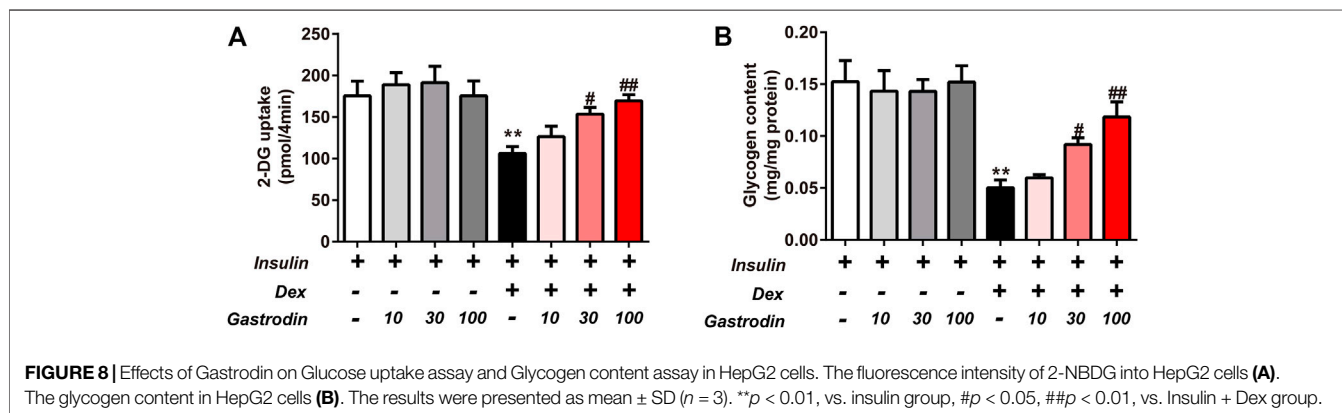 A
250
200
150
100
50
0
2-DG uptake
(pmol/4min)
**
#
##
Insulin + + + + + + + +
Dex - - - - + + + +
Gastrodin - 10 30 100 - 10 30 100
B
0.20
0.15
0.10
0.05
0.00
Glycogen content
(mg/mg protein)
**
#
##
Insulin + + + + + + + +
Dex - - - - + + + +
Gastrodin - 10 30 100 - 10 30 100
FIGURE 8 | Effects of Gastrodin on Glucose uptake assay and Glycogen content assay in HepG2 cells. The fluorescence intensity of 2-NBDG into HepG2 cells (A).
The glycogen content in HepG2 cells (B). The results were presented as mean ± SD (n = 3). **p < 0.01, vs. insulin group, #p < 0.05, ##p < 0.01, vs. Insulin + Dex group.